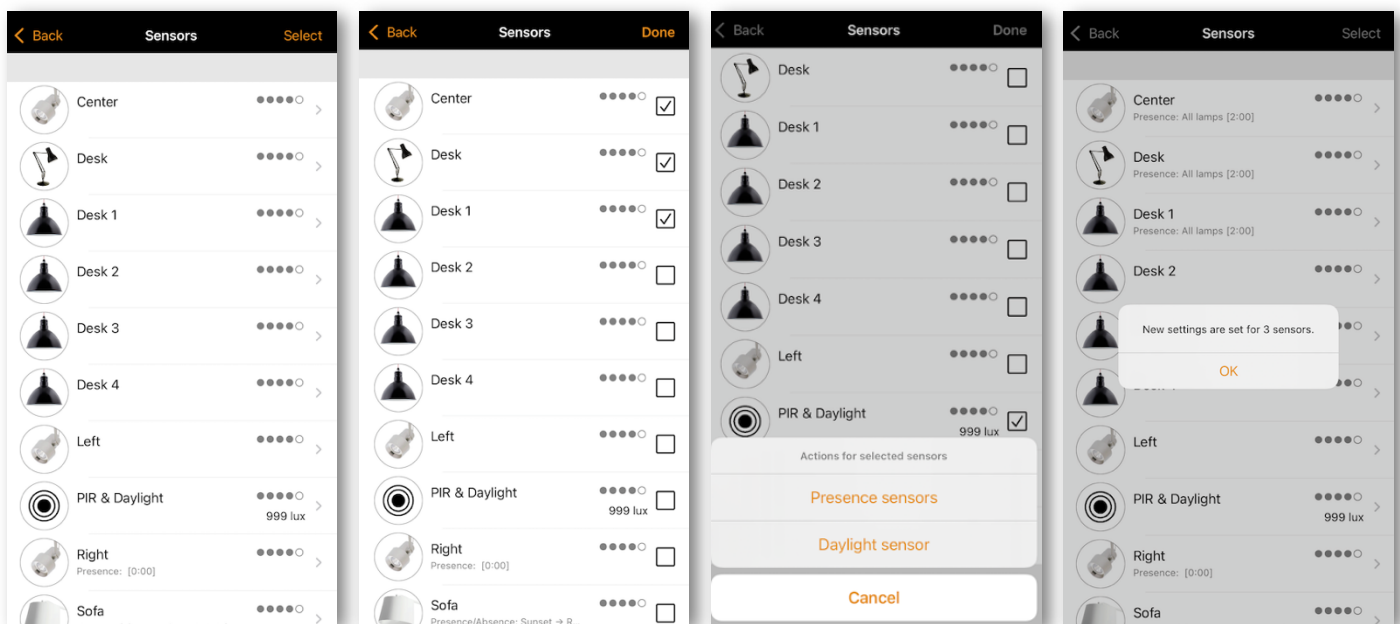 Back Sensors Select
Center
Desk
Desk 1
Desk 2
Desk 3
Desk 4
Left
PIR & Daylight
999 lux
Right
Presence: [0:00]
Sofa
Back Sensors Done
Center
Desk
Desk 1
Desk 2
Desk 3
Desk 4
Left
PIR & Daylight
999 lux
Right
Presence: [0:00]
Sofa
Presence/Absence: Sunset → R...
Back Sensors Done
Desk
Desk 1
Desk 2
Desk 3
Desk 4
Left
PIR & Daylight
999 lux
Actions for selected sensors
Presence sensors
Daylight sensor
Cancel
Back Sensors Select
Center
Presence: All lamps [2:00]
Desk
Presence: All lamps [2:00]
Desk 1
Presence: All lamps [2:00]
Desk 2
New settings are set for 3 sensors.
OK
Left
PIR & Daylight
999 lux
Right
Presence: [0:00]
Sofa